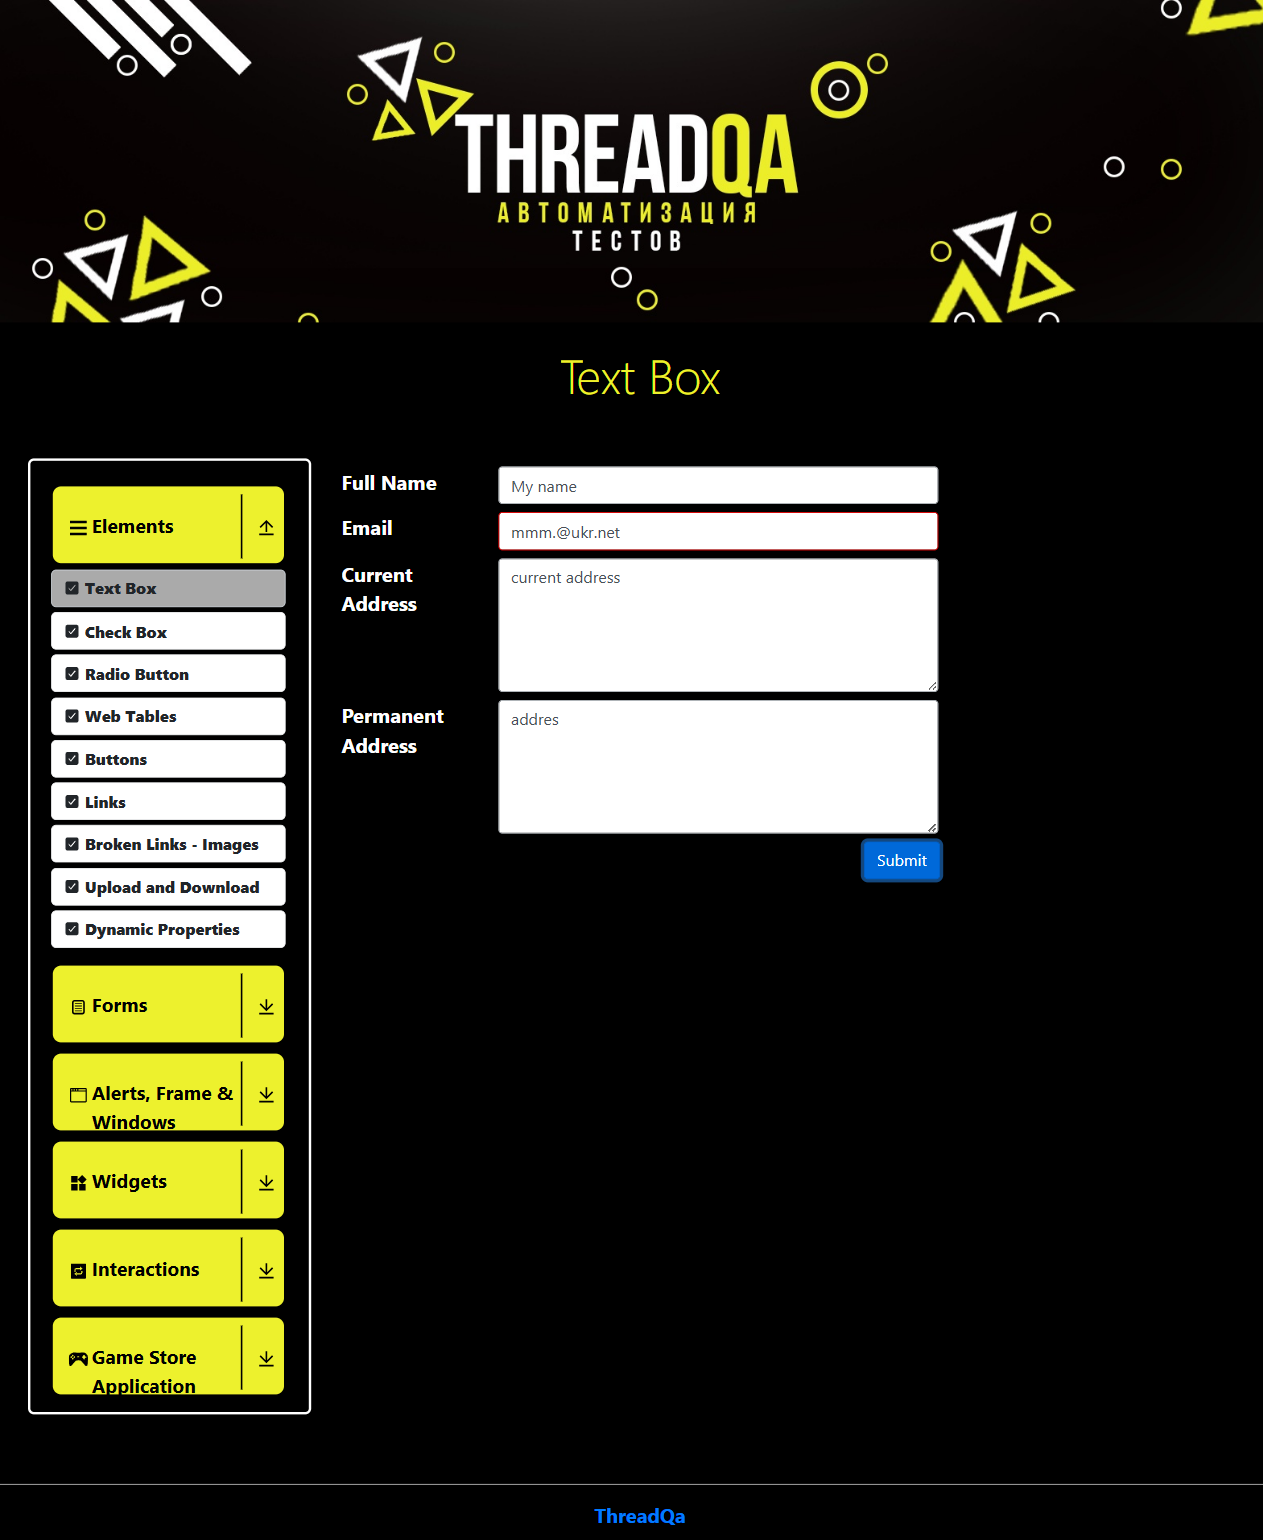 THREADQA
АВТОМАТИЗАЦИЯ
ТЕСТОВ
Text Box
Elements
Text Box
Check Box
Radio Button
Web Tables
Buttons
Links
Broken Links - Images
Upload and Download
Dynamic Properties
Forms
Alerts, Frame &
Windows
Widgets
Interactions
Game Store
Application
Full Name
My name
Email
mmm.@ukr.net
Current
Address
current address
Permanent
Address
addres
Submit
ThreadQa